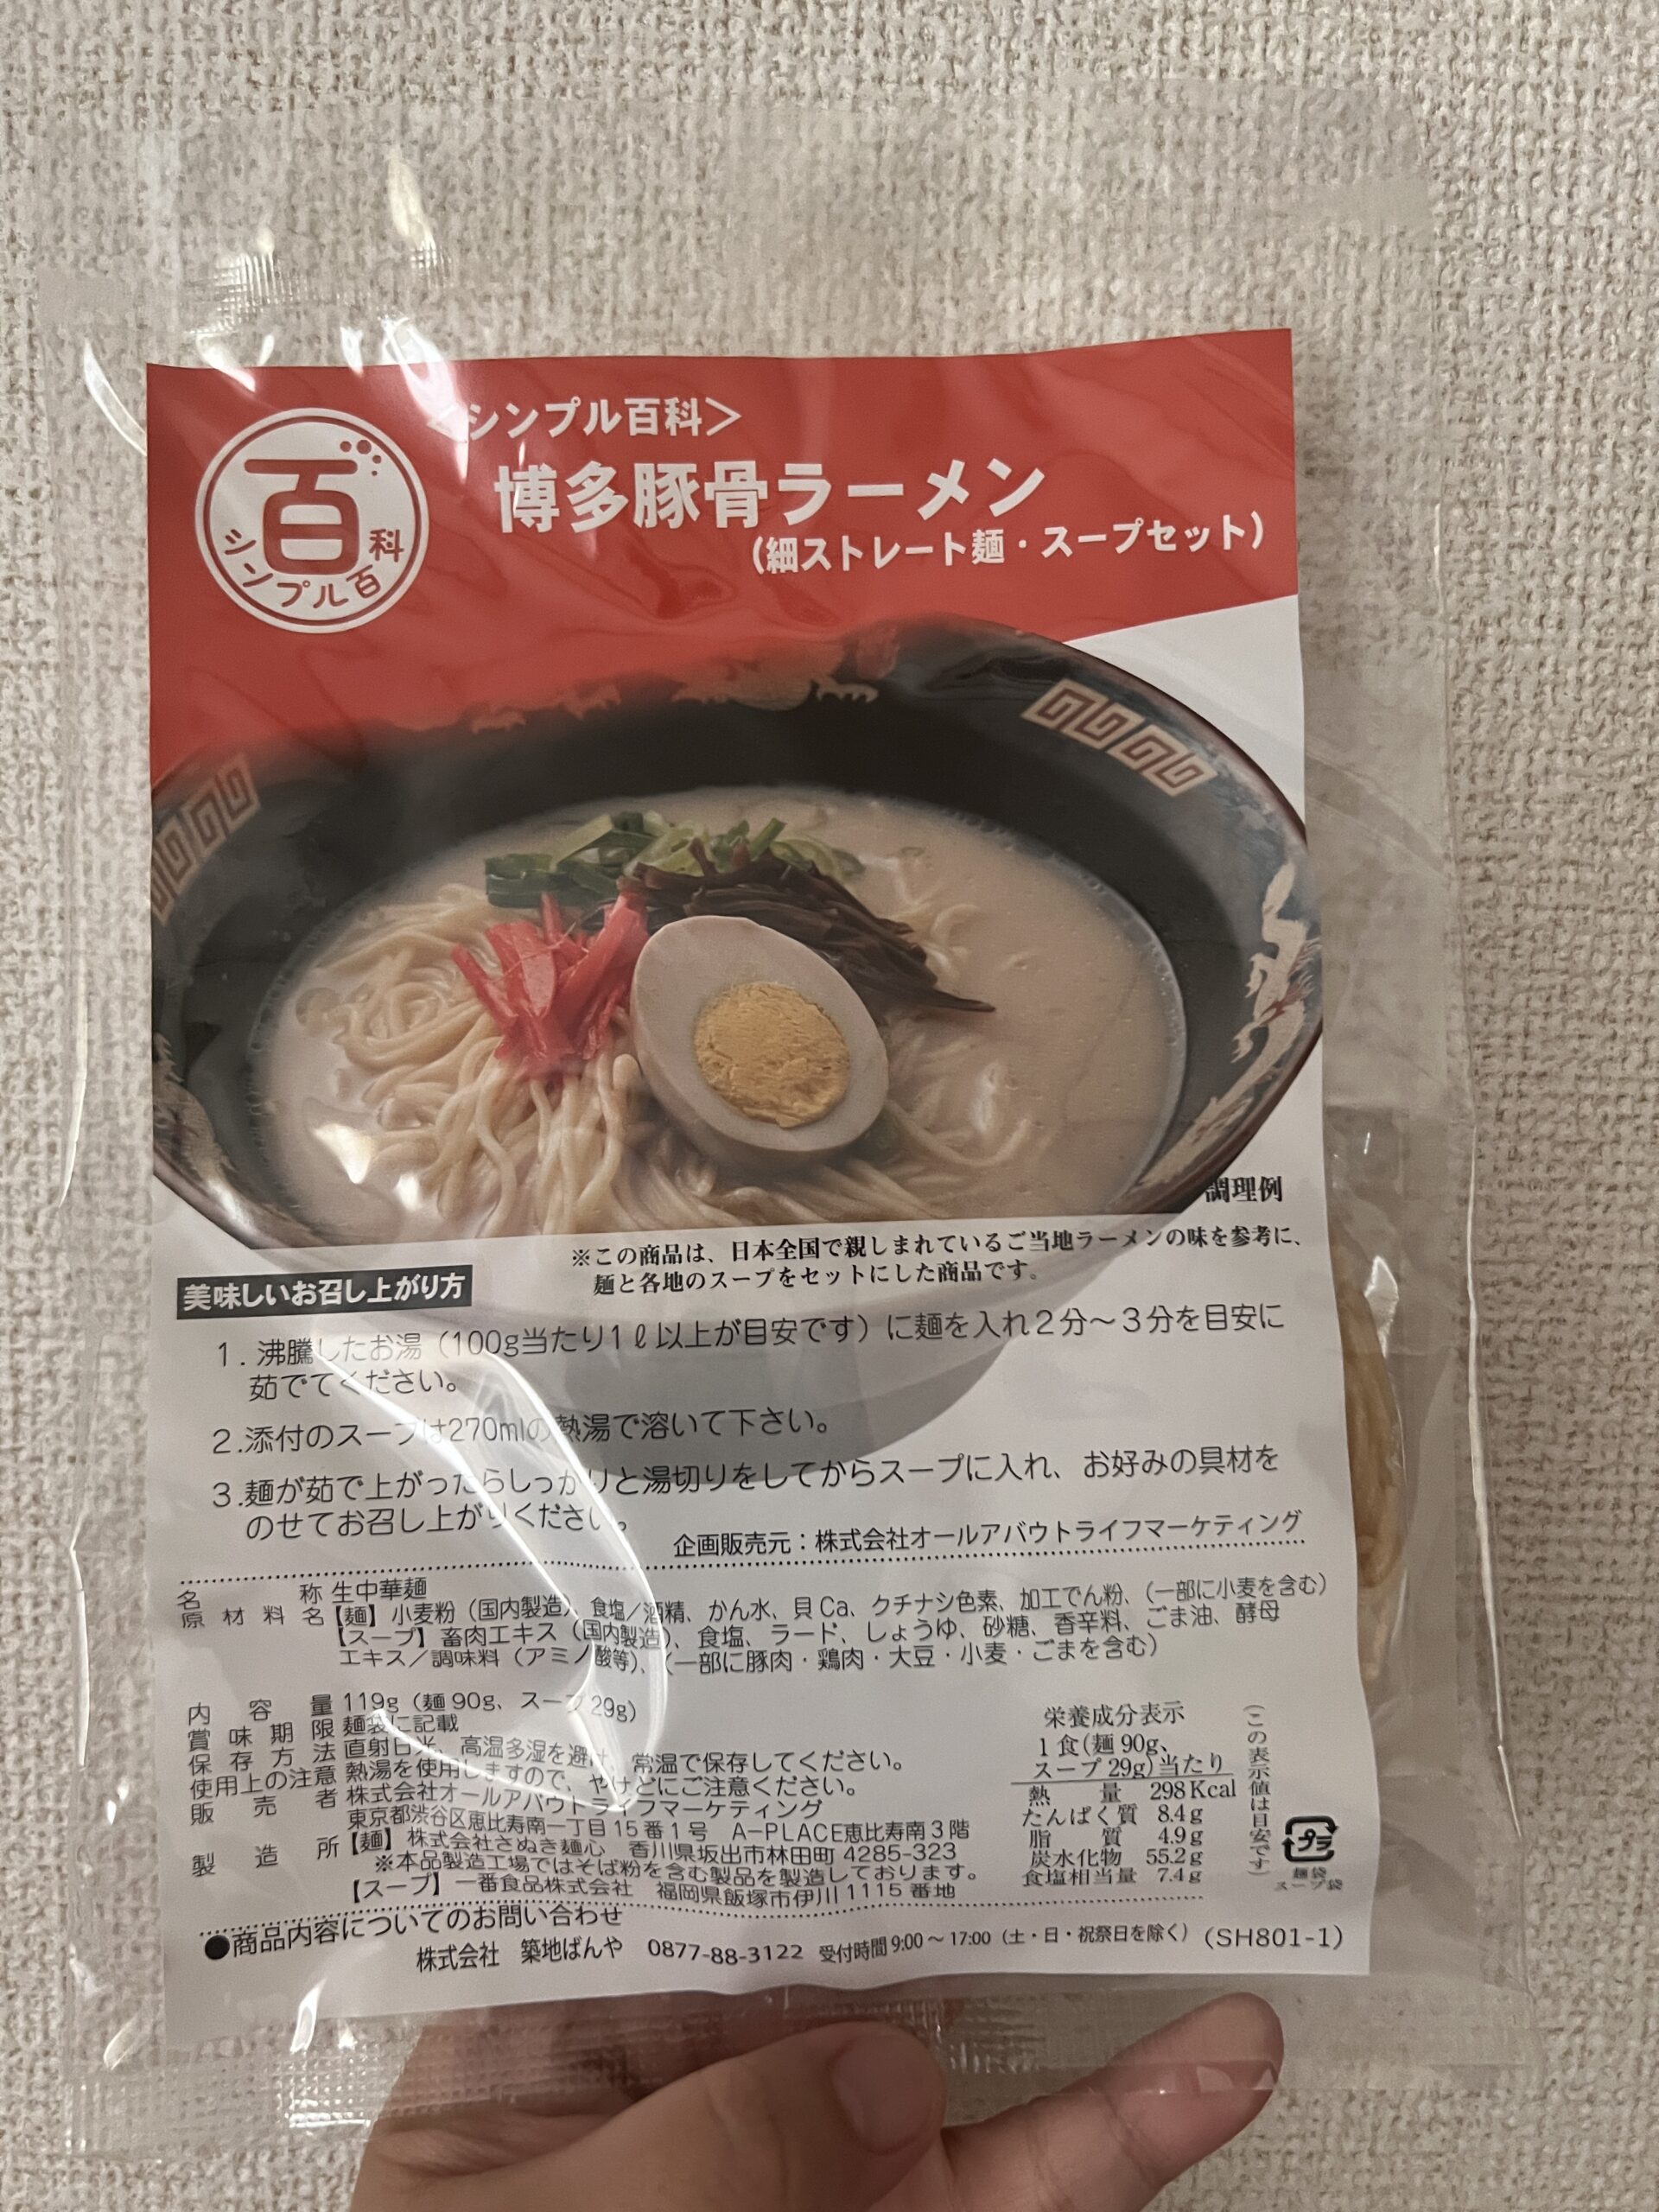 <シンプル百科>
百
シンプル百科
博多豚骨ラーメン
(細ストレート麺・スープセット)
調理例
※この商品は、日本全国で親しまれているご当地ラーメンの味を参考に、
麺と各地のスープをセットにした商品です。
美味しいお召し上がり方
1. 沸騰したお湯（100g当たり1ℓ以上が目安です）に麺を入れ2分～3分を目安に
茹でてください。
2.添付のスープは270mlの熱湯で溶いて下さい。
3.麺が茹で上がったらしっかりと湯切りをしてからスープに入れ、お好みの具材を
のせてお召し上がりください。
企画販売元：株式会社オールアバウトライフマーケティング
名称 生中華麺
原材料名【麺】小麦粉（国内製造）、食塩／酒精、かん水、貝Ca、クチナシ色素、加工でん粉、（一部に小麦を含む）
【スープ】畜肉エキス（国内製造）、食塩、ラード、しょうゆ、砂糖、香辛料、ごま油、酵母
エキス／調味料（アミノ酸等）、（一部に豚肉・鶏肉・大豆・小麦・ごまを含む）
内容量 119g（麺90g、スープ29g）
賞味期限 麺袋に記載
保存方法 直射日光、高温多湿を避け、常温で保存してください。
使用上の注意 熱湯を使用しますので、やけどにご注意ください。
販売者 株式会社オールアバウトライフマーケティング
東京都渋谷区恵比寿南一丁目15番1号 A-PLACE恵比寿南3階
製造所【麺】株式会社さぬき麺心 香川県坂出市林田町4285-323
※本品製造工場ではそば粉を含む製品を製造しております。
【スープ】一番食品株式会社 福岡県飯塚市伊川1115番地
栄養成分表示
1食(麺90g、
スープ29g)当たり
熱量 298Kcal
たんぱく質 8.4g
脂質 4.9g
炭水化物 55.2g
食塩相当量 7.4g
（この表示値は目安です）
プラ
麺袋
スープ袋
●商品内容についてのお問い合わせ
株式会社 築地ばんや 0877-88-3122 受付時間9:00～17:00（土・日・祝祭日を除く）(SH801-1)